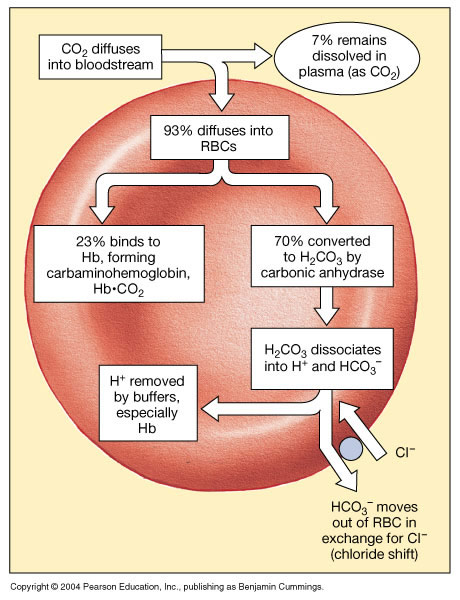 CO₂ diffuses
into bloodstream
7% remains
dissolved in
plasma (as CO₂)
93% diffuses into
RBCs
23% binds to
Hb, forming
carbaminohemoglobin,
Hb•CO₂
70% converted
to H₂CO₃ by
carbonic anhydrase
H₂CO₃ dissociates
into H⁺ and HCO₃⁻
H⁺ removed
by buffers,
especially
Hb
Cl⁻
HCO₃⁻ moves
out of RBC in
exchange for Cl⁻
(chloride shift)
Copyright © 2004 Pearson Education, Inc., publishing as Benjamin Cummings.